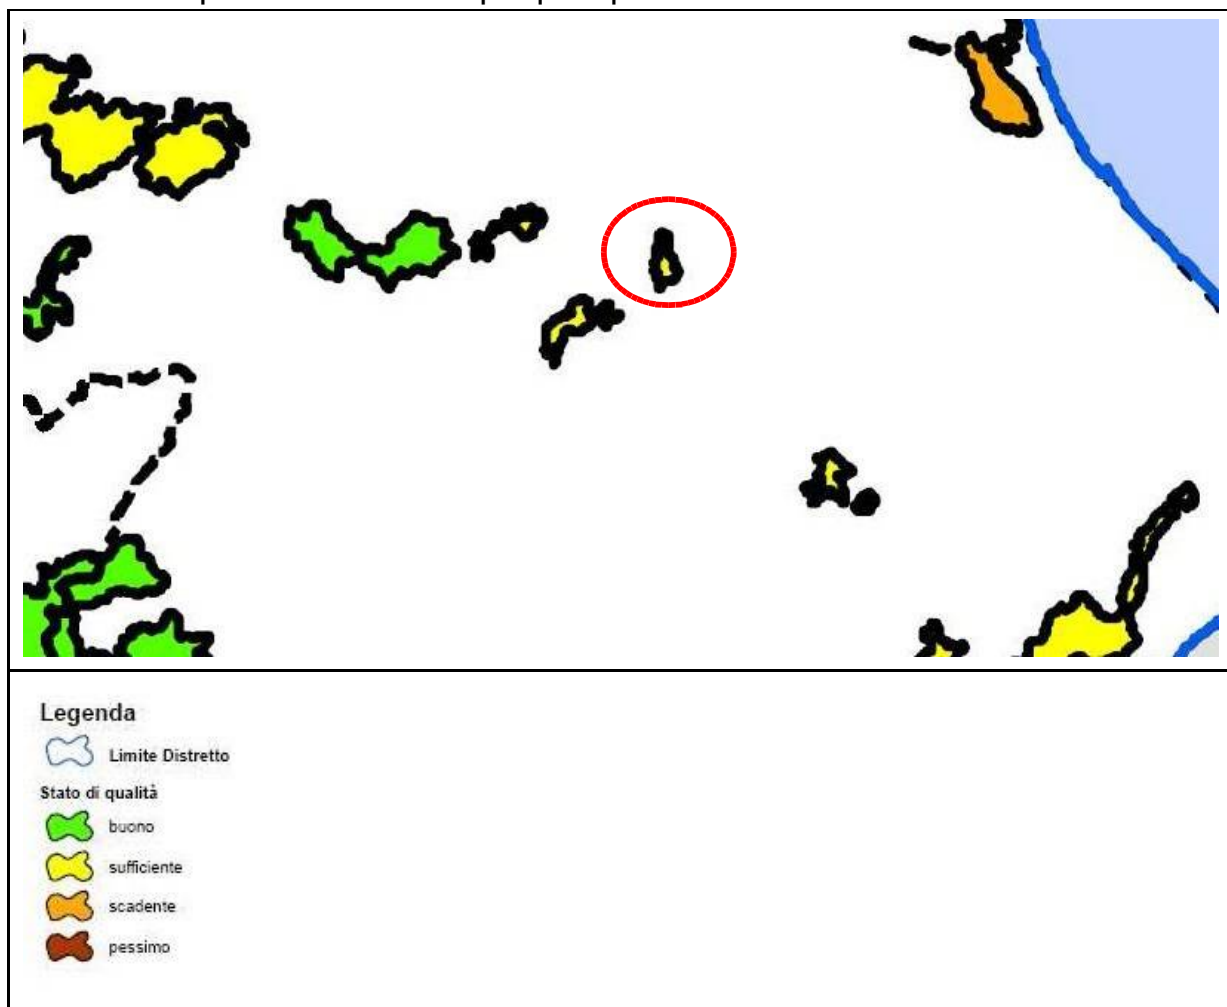 Legenda
Limite Distretto
Stato di qualità
buono
sufficiente
scadente
pessimo